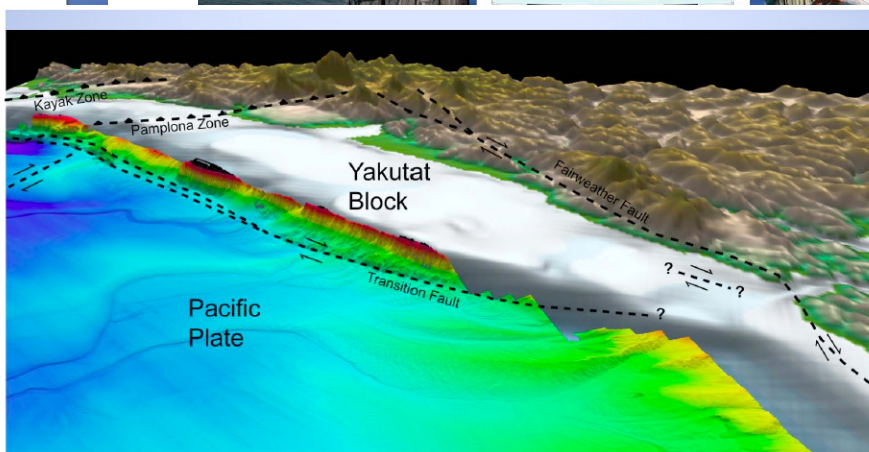 Kayak Zone
Pamplona Zone
Yakutat
Block
Fairweather Fault
?
?
Transition Fault
?
Pacific
Plate